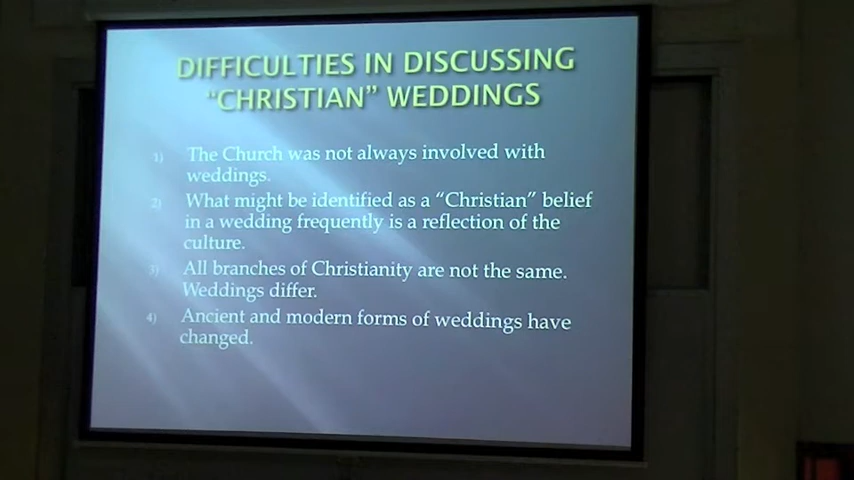 DIFFICULTIES IN DISCUSSING
"CHRISTIAN" WEDDINGS
1) The Church was not always involved with
weddings.
2) What might be identified as a "Christian" belief
in a wedding frequently is a reflection of the
culture.
3) All branches of Christianity are not the same.
Weddings differ.
4) Ancient and modern forms of weddings have
changed.